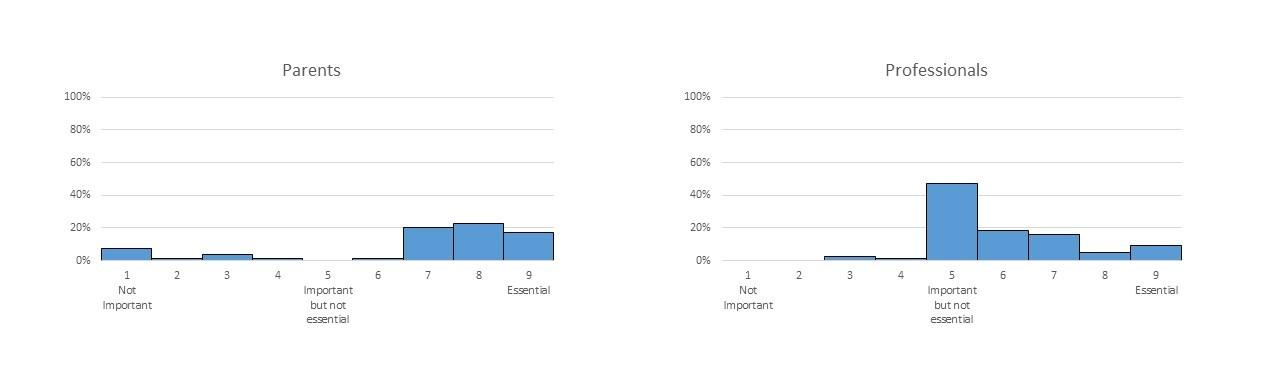 Parents
100%
80%
60%
40%
20%
0%
1 2 3 4 5 6 7 8 9
Not Important but not essential Essential
Important
Professionals
100%
80%
60%
40%
20%
0%
1 2 3 4 5 6 7 8 9
Not Important Essential
Important but not
essential